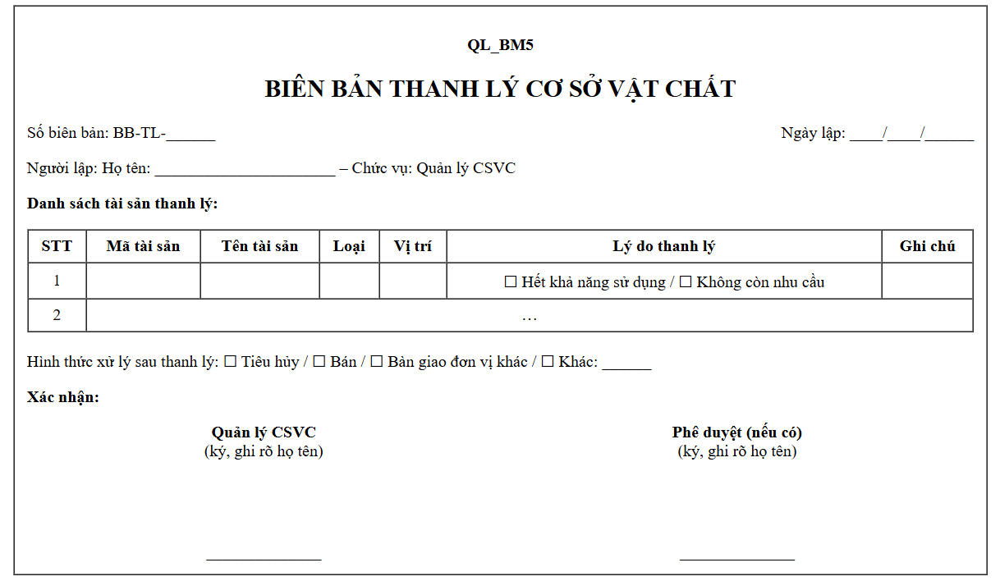 QL_BM5
BIÊN BẢN THANH LÝ CƠ SỞ VẬT CHẤT
Số biên bản: BB-TL-______ Ngày lập: ____/____/______
Người lập: Họ tên: ______________________ – Chức vụ: Quản lý CSVC
Danh sách tài sản thanh lý:
STT Mã tài sản Tên tài sản Loại Vị trí Lý do thanh lý Ghi chú
1 ☐ Hết khả năng sử dụng / ☐ Không còn nhu cầu
2 …
Hình thức xử lý sau thanh lý: ☐ Tiêu hủy / ☐ Bán / ☐ Bàn giao đơn vị khác / ☐ Khác: ______
Xác nhận:
Quản lý CSVC Phê duyệt (nếu có)
(ký, ghi rõ họ tên) (ký, ghi rõ họ tên)
______________ ______________